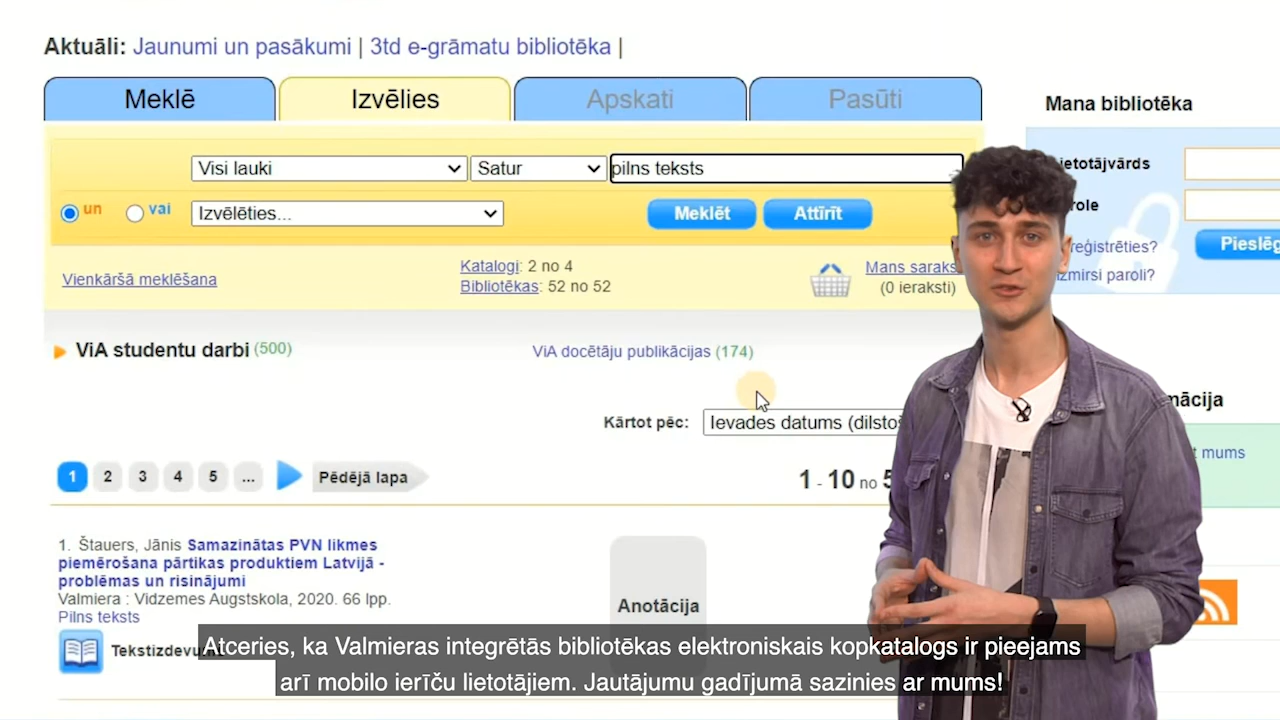 Aktuāli: Jaunumi un pasākumi | 3td e-grāmatu bibliotēka |
Meklē Izvēlies Apskati Pasūti
Mana bibliotēka
Visi lauki Satur pilns teksts
un vai Izvēlēties... Meklēt Attīrīt
Vienkāršā meklēšana
Katalogi: 2 no 4
Bibliotēkas: 52 no 52
Mans
(0 ieraksti)
reģistrēties?
paroli?
ViA studentu darbi (500)
ViA docētāju publikācijas (174)
Kārtot pēc: Ievades datums
1 2 3 4 5 ... Pēdējā lapa
1 - 10 no
mums
1. Štauers, Jānis Samazinātas PVN likmes
piemērošana pārtikas produktiem Latvijā -
problēmas un risinājumi
Valmiera : Vidzemes Augstskola, 2020. 66 lpp.
Pilns teksts
Anotācija
Atceries, ka Valmieras integrētās bibliotēkas elektroniskais kopkatalogs ir pieejams
arī mobilo ierīču lietotājiem. Jautājumu gadījumā sazinies ar mums!